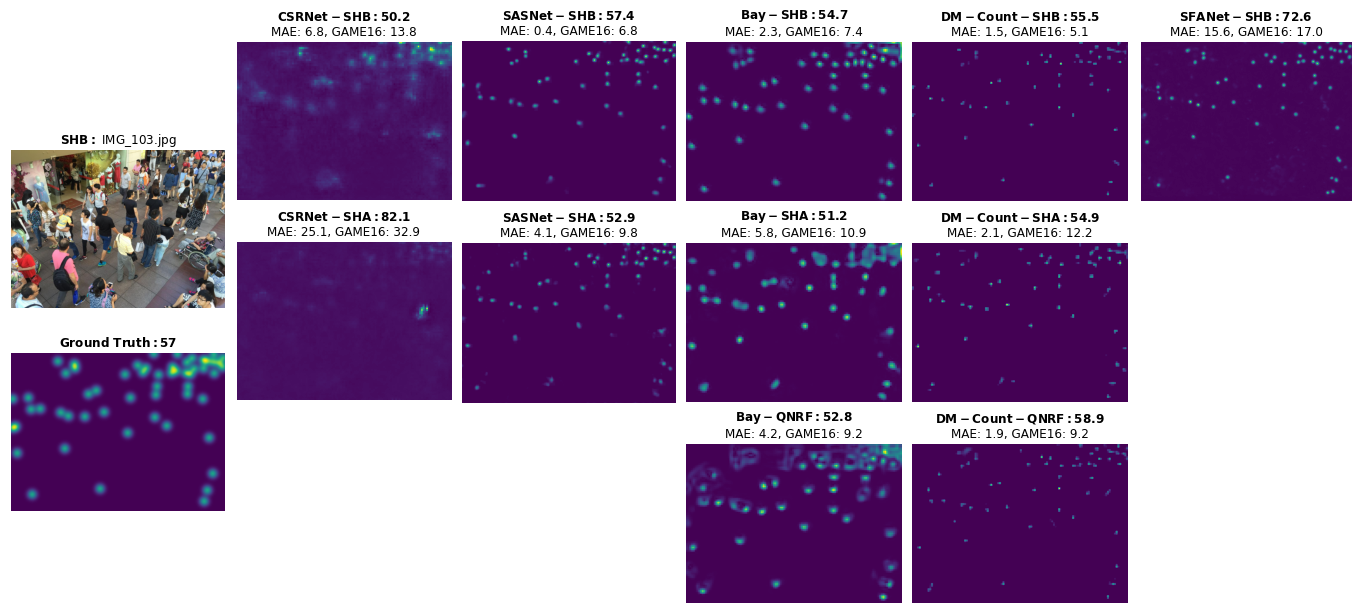 SHB: IMG_103.jpg
Ground Truth:57
CSRNet−SHB:50.2
MAE: 6.8, GAME16: 13.8
SASNet−SHB:57.4
MAE: 0.4, GAME16: 6.8
Bay−SHB:54.7
MAE: 2.3, GAME16: 7.4
DM−Count−SHB:55.5
MAE: 1.5, GAME16: 5.1
SFANet−SHB:72.6
MAE: 15.6, GAME16: 17.0
CSRNet−SHA:82.1
MAE: 25.1, GAME16: 32.9
SASNet−SHA:52.9
MAE: 4.1, GAME16: 9.8
Bay−SHA:51.2
MAE: 5.8, GAME16: 10.9
DM−Count−SHA:54.9
MAE: 2.1, GAME16: 12.2
Bay−QNRF:52.8
MAE: 4.2, GAME16: 9.2
DM−Count−QNRF:58.9
MAE: 1.9, GAME16: 9.2